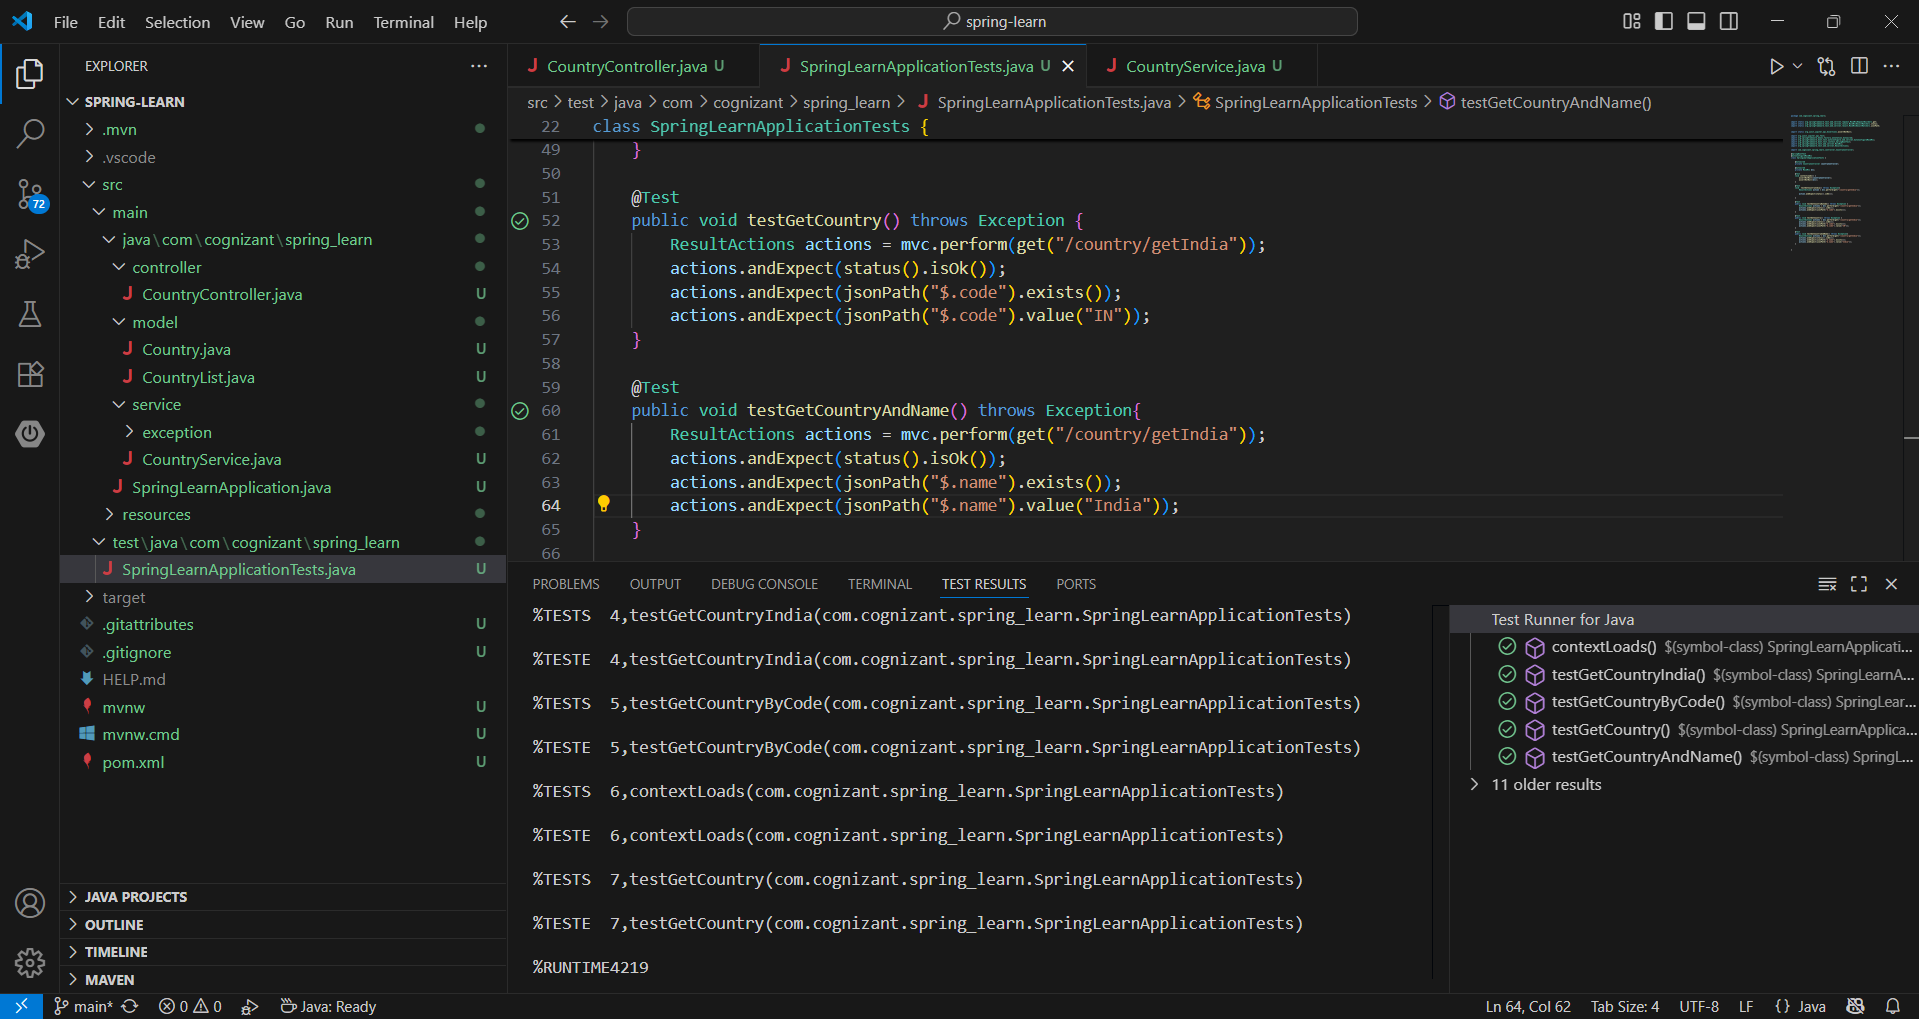 File Edit Selection View Go Run Terminal Help
spring-learn
EXPLORER
SPRING-LEARN
.mvn
.vscode
src
main
java\com\cognizant\spring_learn
controller
CountryController.java U
model
Country.java U
CountryList.java U
service
exception
CountryService.java U
SpringLearnApplication.java U
resources
test\java\com\cognizant\spring_learn
SpringLearnApplicationTests.java U
target
.gitattributes U
.gitignore U
HELP.md
mvnw U
mvnw.cmd U
pom.xml U
JAVA PROJECTS
OUTLINE
TIMELINE
MAVEN
72
CountryController.java U SpringLearnApplicationTests.java U CountryService.java U
src > test > java > com > cognizant > spring_learn > SpringLearnApplicationTests.java > SpringLearnApplicationTests > testGetCountryAndName()
22 class SpringLearnApplicationTests {
49 }
50
51 @Test
52 public void testGetCountry() throws Exception {
53 ResultActions actions = mvc.perform(get("/country/getIndia"));
54 actions.andExpect(status().isOk());
55 actions.andExpect(jsonPath("$.code").exists());
56 actions.andExpect(jsonPath("$.code").value("IN"));
57 }
58
59 @Test
60 public void testGetCountryAndName() throws Exception{
61 ResultActions actions = mvc.perform(get("/country/getIndia"));
62 actions.andExpect(status().isOk());
63 actions.andExpect(jsonPath("$.name").exists());
64 actions.andExpect(jsonPath("$.name").value("India"));
65 }
66
PROBLEMS OUTPUT DEBUG CONSOLE TERMINAL TEST RESULTS PORTS
%TESTS 4,testGetCountryIndia(com.cognizant.spring_learn.SpringLearnApplicationTests)
%TESTE 4,testGetCountryIndia(com.cognizant.spring_learn.SpringLearnApplicationTests)
%TESTS 5,testGetCountryByCode(com.cognizant.spring_learn.SpringLearnApplicationTests)
%TESTE 5,testGetCountryByCode(com.cognizant.spring_learn.SpringLearnApplicationTests)
%TESTS 6,contextLoads(com.cognizant.spring_learn.SpringLearnApplicationTests)
%TESTE 6,contextLoads(com.cognizant.spring_learn.SpringLearnApplicationTests)
%TESTS 7,testGetCountry(com.cognizant.spring_learn.SpringLearnApplicationTests)
%TESTE 7,testGetCountry(com.cognizant.spring_learn.SpringLearnApplicationTests)
%RUNTIME4219
Test Runner for Java
contextLoads() $(symbol-class) SpringLearnApplicati...
testGetCountryIndia() $(symbol-class) SpringLearnA...
testGetCountryByCode() $(symbol-class) SpringLear...
testGetCountry() $(symbol-class) SpringLearnApplica...
testGetCountryAndName() $(symbol-class) SpringL...
11 older results
main* 0 0 Java: Ready Ln 64, Col 62 Tab Size: 4 UTF-8 LF {} Java